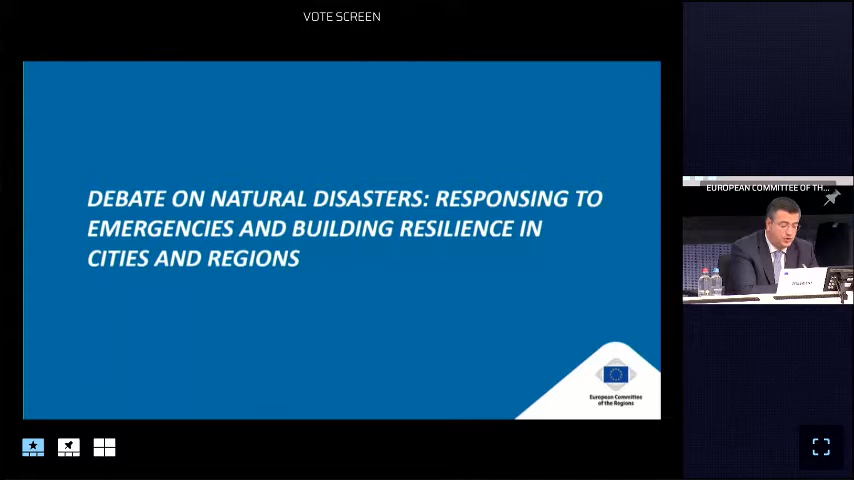 VOTE SCREEN
DEBATE ON NATURAL DISASTERS: RESPONSING TO
EMERGENCIES AND BUILDING RESILIENCE IN
CITIES AND REGIONS
European Committee
of the Regions
EUROPEAN COMMITTEE OF TH...